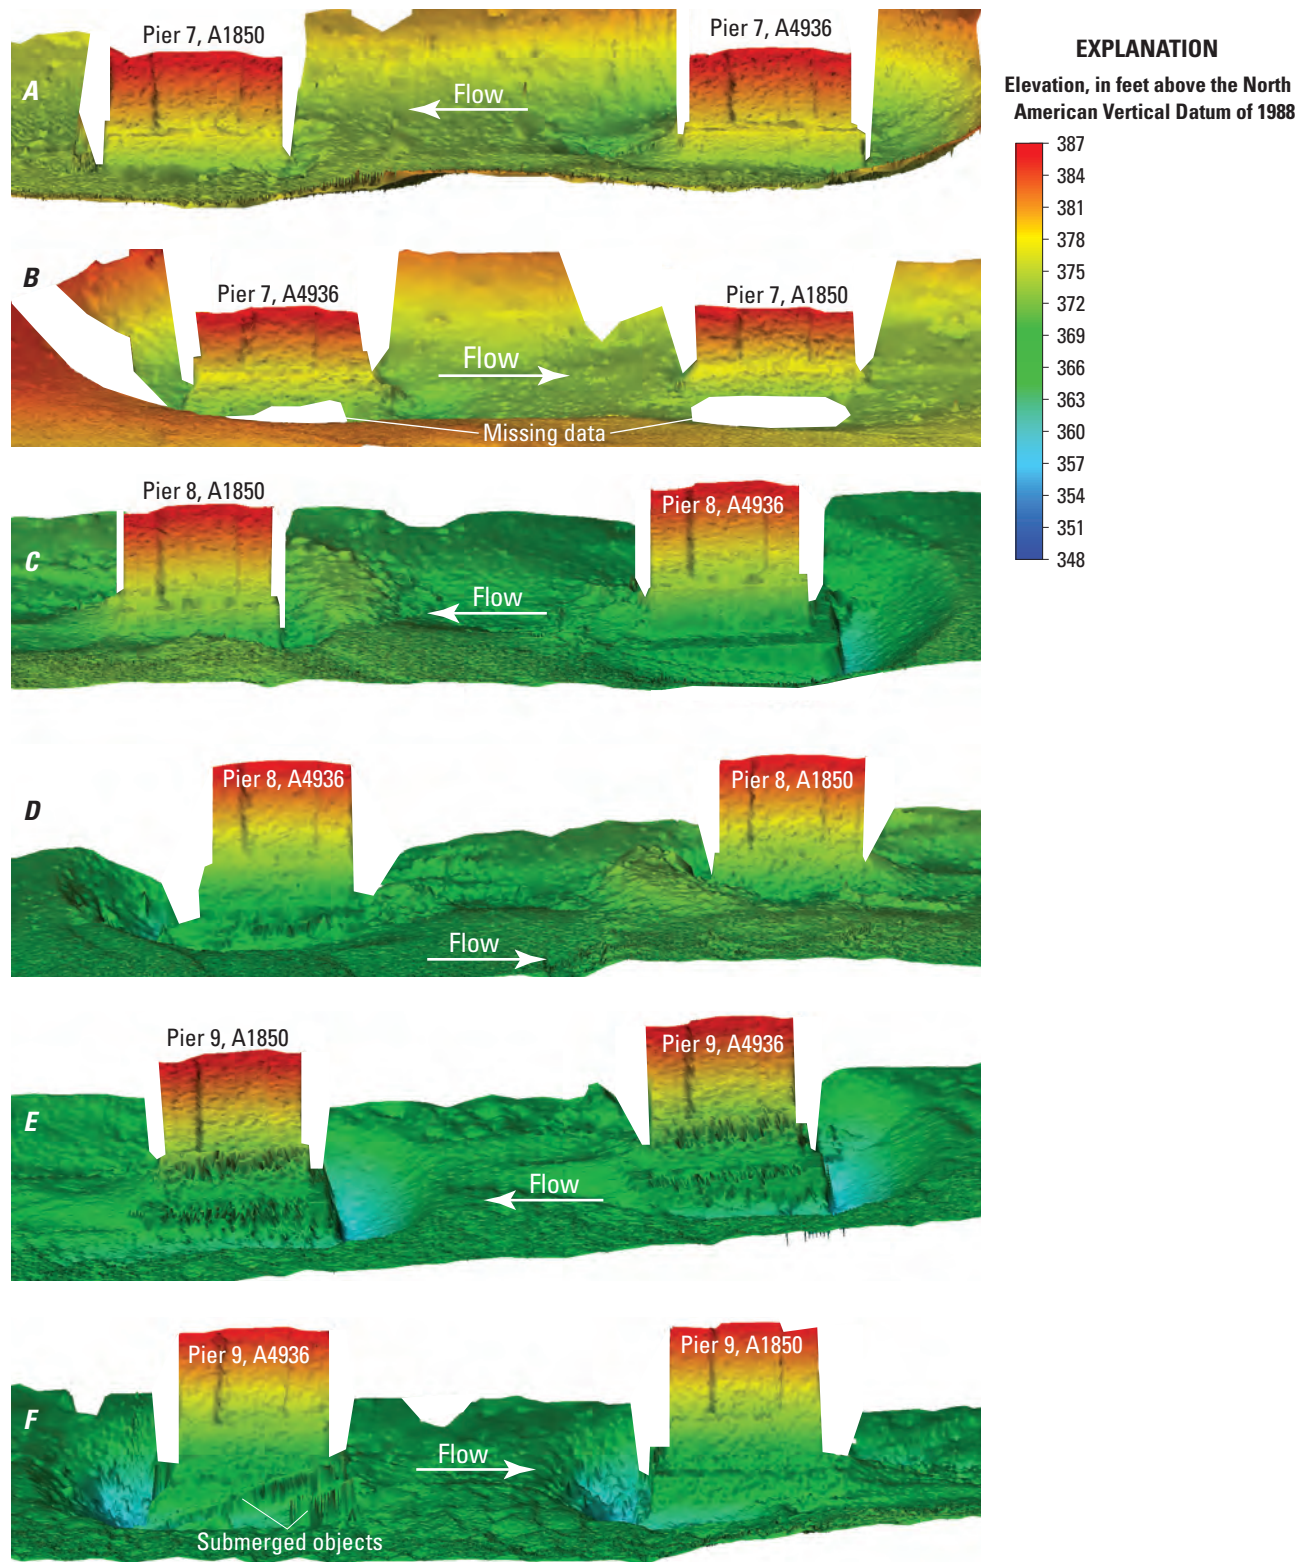 A
Pier 7, A1850
Pier 7, A4936
Flow
B
Pier 7, A4936
Pier 7, A1850
Flow
Missing data
C
Pier 8, A1850
Pier 8, A4936
Flow
D
Pier 8, A4936
Pier 8, A1850
Flow
E
Pier 9, A1850
Pier 9, A4936
Flow
F
Pier 9, A4936
Pier 9, A1850
Flow
Submerged objects
EXPLANATION
Elevation, in feet above the North
American Vertical Datum of 1988
387
384
381
378
375
372
369
366
363
360
357
354
351
348